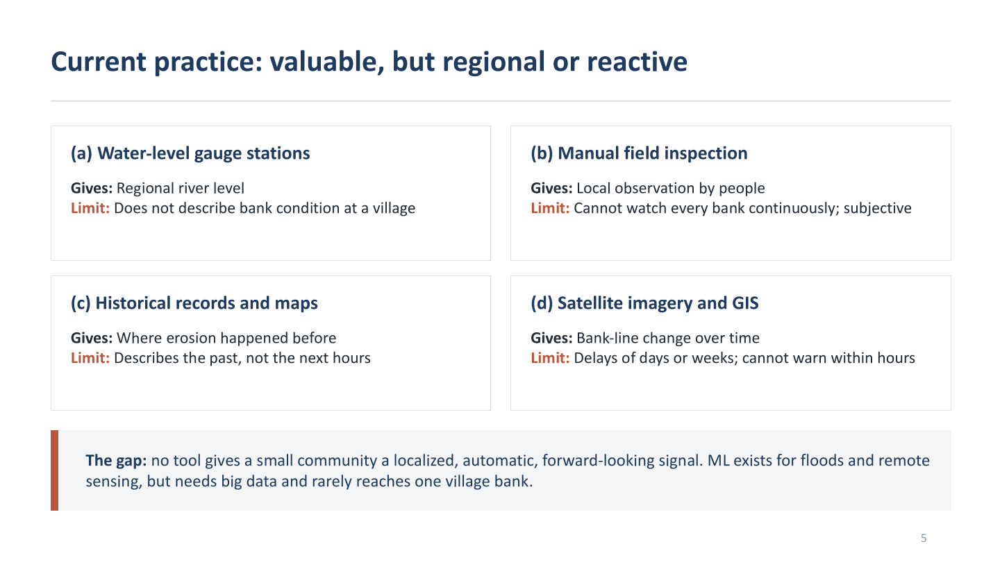 Current practice: valuable, but regional or reactive
(a) Water-level gauge stations
Gives: Regional river level
Limit: Does not describe bank condition at a village
(b) Manual field inspection
Gives: Local observation by people
Limit: Cannot watch every bank continuously; subjective
(c) Historical records and maps
Gives: Where erosion happened before
Limit: Describes the past, not the next hours
(d) Satellite imagery and GIS
Gives: Bank-line change over time
Limit: Delays of days or weeks; cannot warn within hours
The gap: no tool gives a small community a localized, automatic, forward-looking signal. ML exists for floods and remote
sensing, but needs big data and rarely reaches one village bank.
5